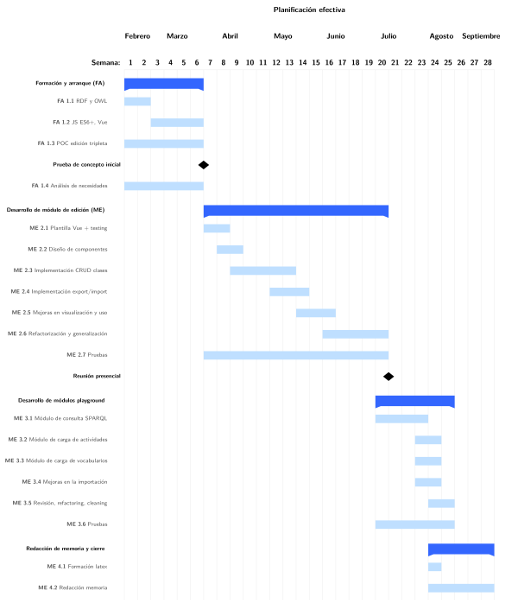 Planificación efectiva
Febrero Marzo Abril Mayo Junio Julio Agosto Septiembre
Semana: 1 2 3 4 5 6 7 8 9 10 11 12 13 14 15 16 17 18 19 20 21 22 23 24 25 26 27 28
Formación y arranque (FA)
FA 1.1 RDF y OWL
FA 1.2 JS ES6+, Vue
FA 1.3 POC edición tripleta
Prueba de concepto inicial
FA 1.4 Análisis de necesidades
Desarrollo de módulo de edición (ME)
ME 2.1 Plantilla Vue + testing
ME 2.2 Diseño de componentes
ME 2.3 Implementación CRUD clases
ME 2.4 Implementación export/import
ME 2.5 Mejoras en visualización y uso
ME 2.6 Refactorización y generalización
ME 2.7 Pruebas
Reunión presencial
Desarrollo de módulos playground
ME 3.1 Módulo de consulta SPARQL
ME 3.2 Módulo de carga de actividades
ME 3.3 Módulo de carga de vocabularios
ME 3.4 Mejoras en la importación
ME 3.5 Revisión, refactoring, cleaning
ME 3.6 Pruebas
Redacción de memoria y cierre
ME 4.1 Formación latex
ME 4.2 Redacción memoria